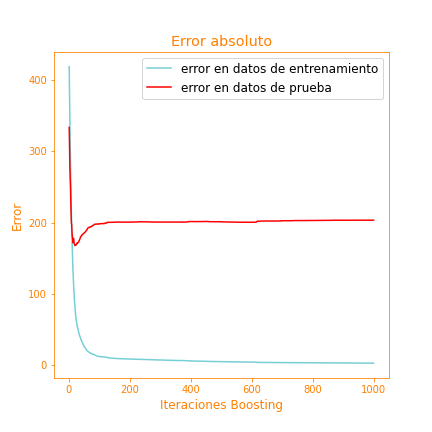 Error absoluto
error en datos de entrenamiento
error en datos de prueba
Error
400
300
200
100
0
0
200
400
600
800
1000
Iteraciones Boosting